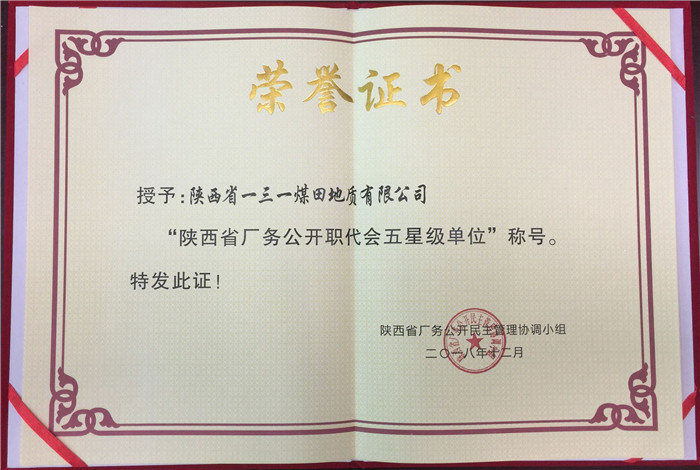 荣誉证书
授予：陕西省一三一煤田地质有限公司
“陕西省厂务公开职代会五星级单位”称号。
特发此证！
陕西省厂务公开民主管理协调小组
二〇一八年十二月